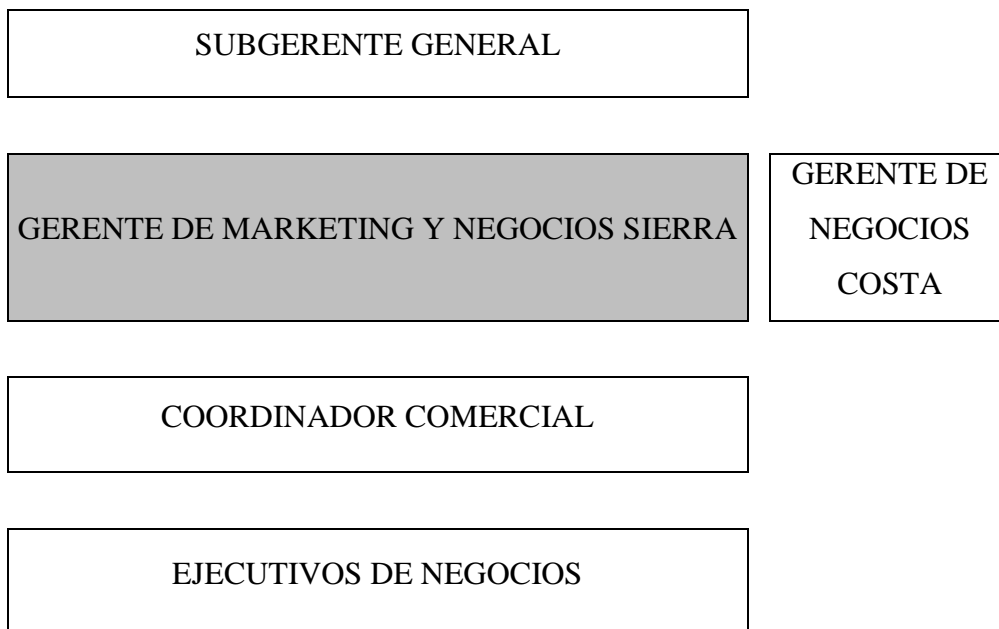 SUBGERENTE GENERAL
GERENTE DE MARKETING Y NEGOCIOS SIERRA
GERENTE DE
NEGOCIOS
COSTA
COORDINADOR COMERCIAL
EJECUTIVOS DE NEGOCIOS